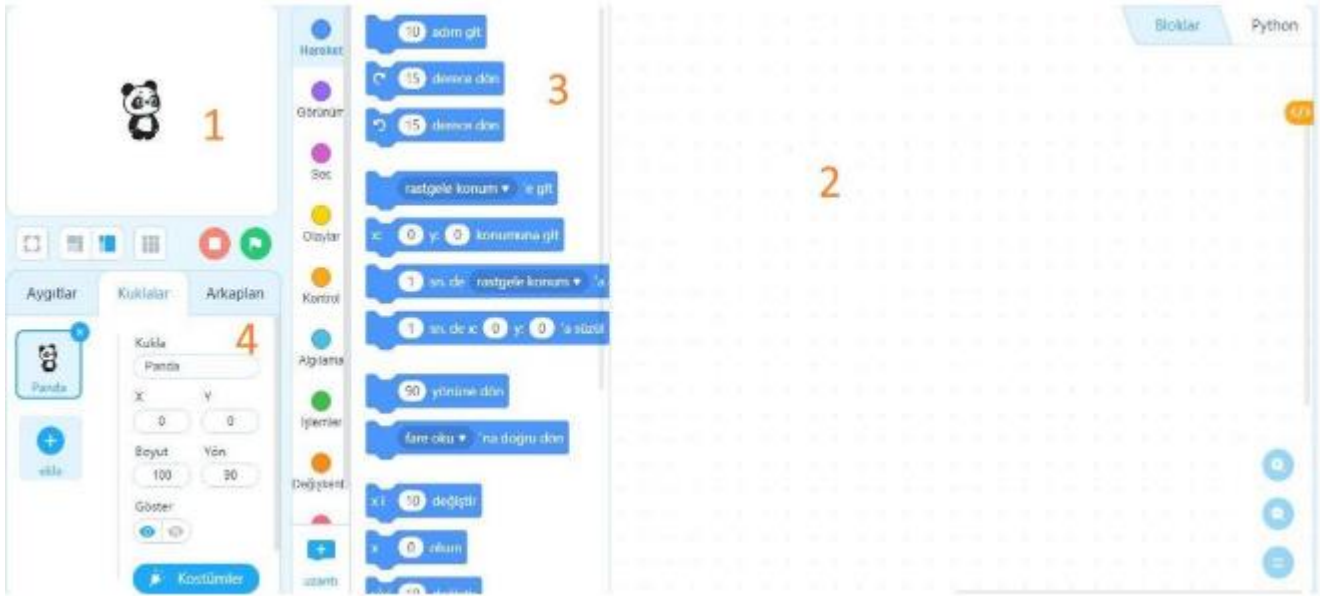 1
Aygıtlar
Kuklalar
Arkaplan
Panda
ekle
4
Kukla
Panda
X
Y
0
0
Boyut
Yön
100
90
Göster
Kostümler
Hareket
Görünüm
Ses
Olaylar
Kontrol
Algılama
İşlemler
Değişkenl
uzantı
3
10 adım git
15 derece dön
15 derece dön
rastgele konum 'e git
x: 0 y: 0 konumuna git
1 sn. de rastgele konum 'a
1 sn. de x: 0 y: 0 'a süzül
90 yönüne dön
fare oku 'na doğru dön
x'i 10 değiştir
x 0 olsun
10 değiştir
2
Bloklar
Python